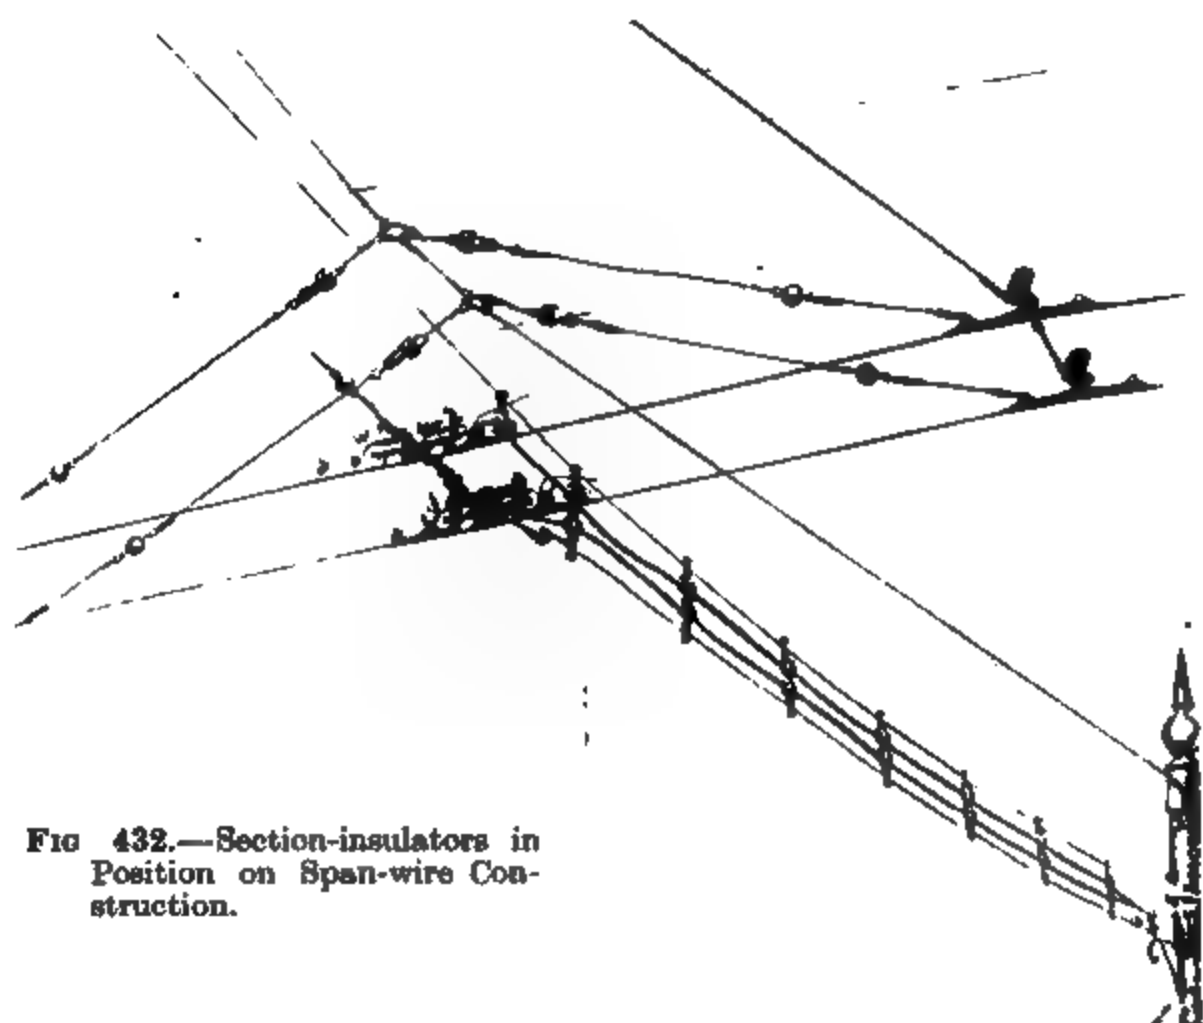 Fig 432.—Section-insulators in
Position on Span-wire Con-
struction.